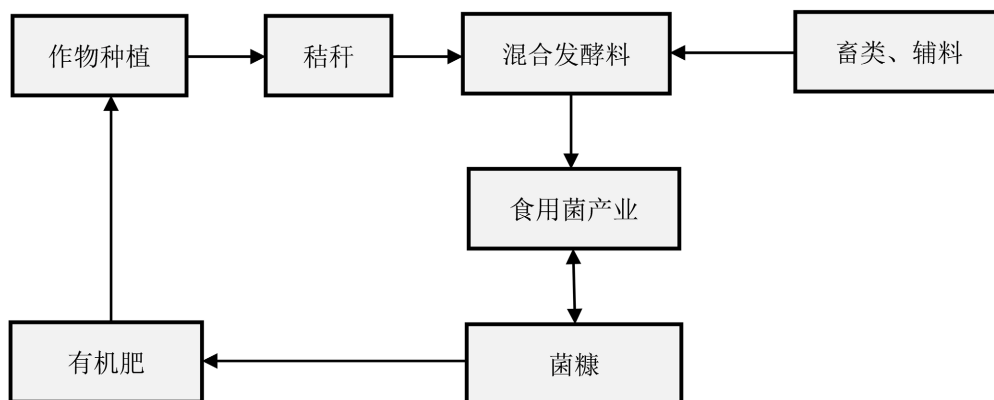 作物种植
秸秆
混合发酵料
畜类、辅料
食用菌产业
有机肥
菌糠